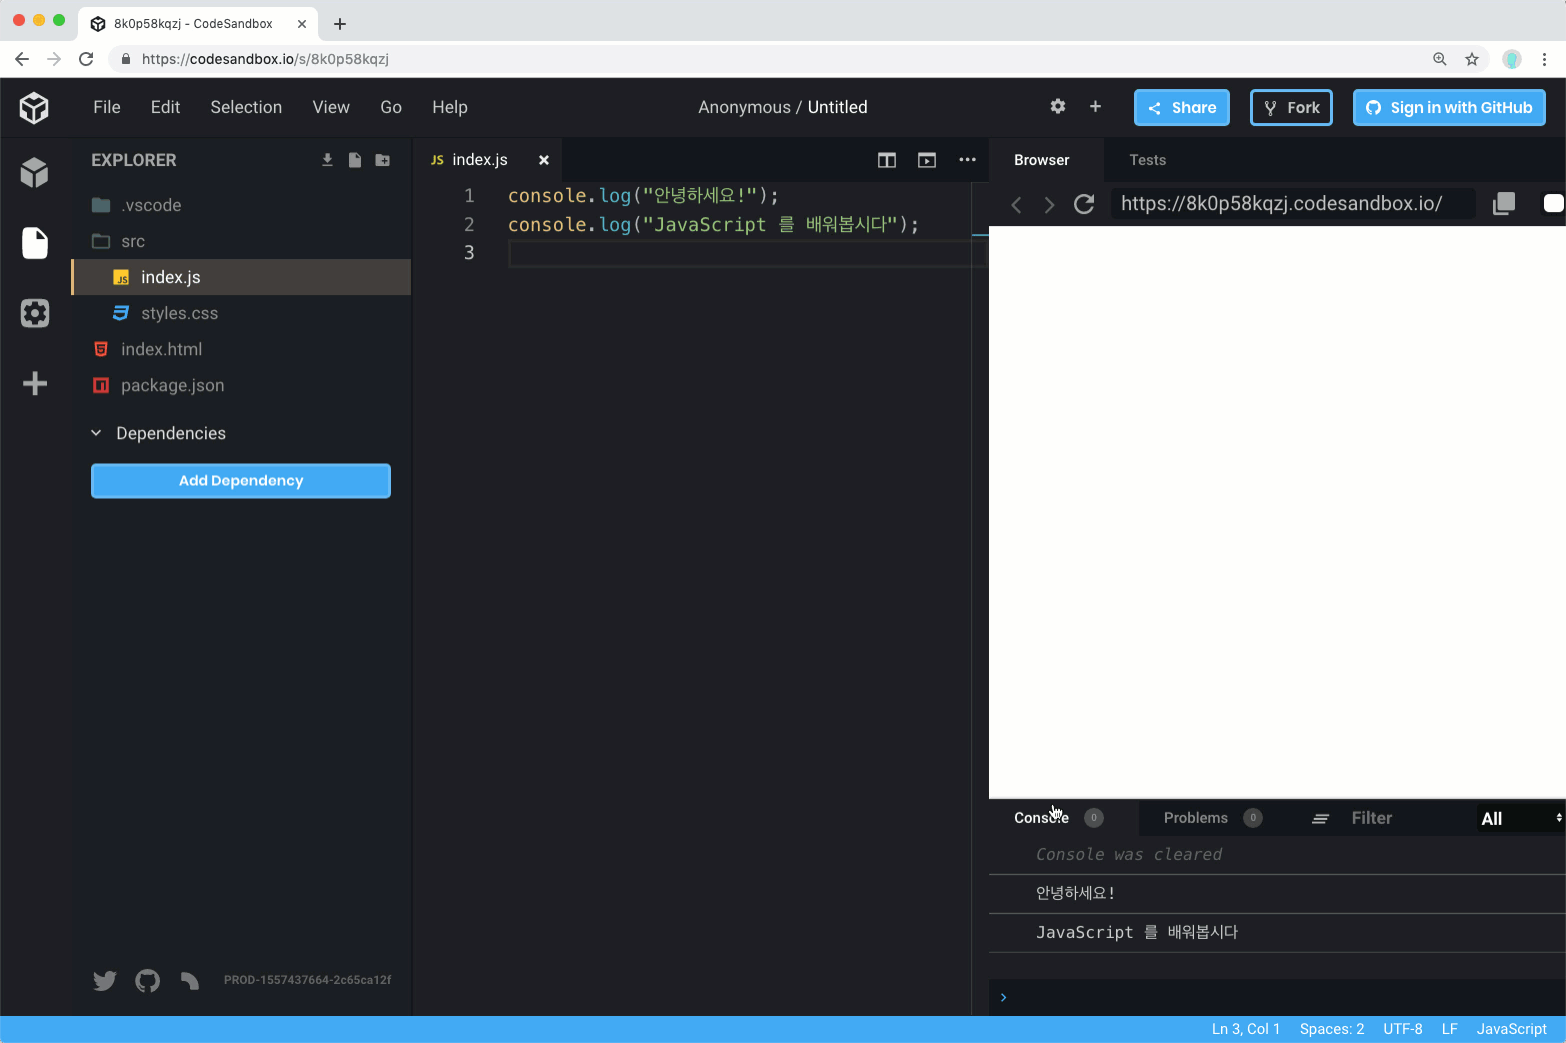 8k0p58kqzj - CodeSandbox
https://codesandbox.io/s/8k0p58kqzj
File Edit Selection View Go Help
Anonymous / Untitled
Share
Fork
Sign in with GitHub
EXPLORER
.vscode
src
JS index.js
styles.css
index.html
package.json
Dependencies
Add Dependency
PROD-1557437664-2c65ca12f
JS index.js
1 console.log("안녕하세요!");
2 console.log("JavaScript 를 배워봅시다");
3
Browser Tests
https://8k0p58kqzj.codesandbox.io/
Console 0 Problems 0 Filter All
Console was cleared
안녕하세요!
JavaScript 를 배워봅시다
Ln 3, Col 1 Spaces: 2 UTF-8 LF JavaScript